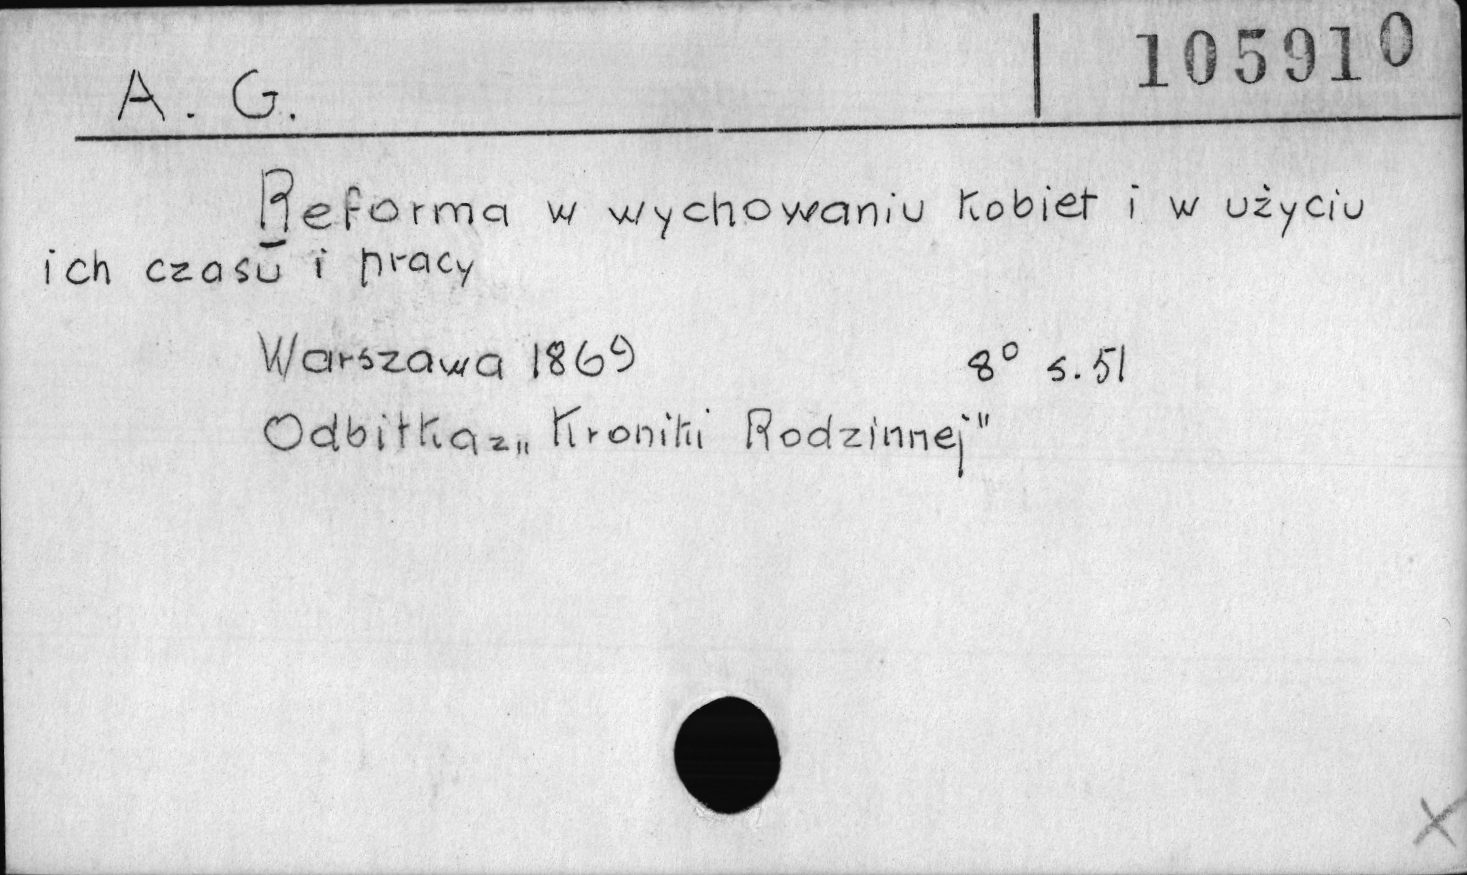 105910
A. G.
Reforma w wychowaniu kobiet i w użyciu
ich czasu i pracy
Warszawa 1869 8° s. 51
Odbitka z „Kroniki Rodzinnej"